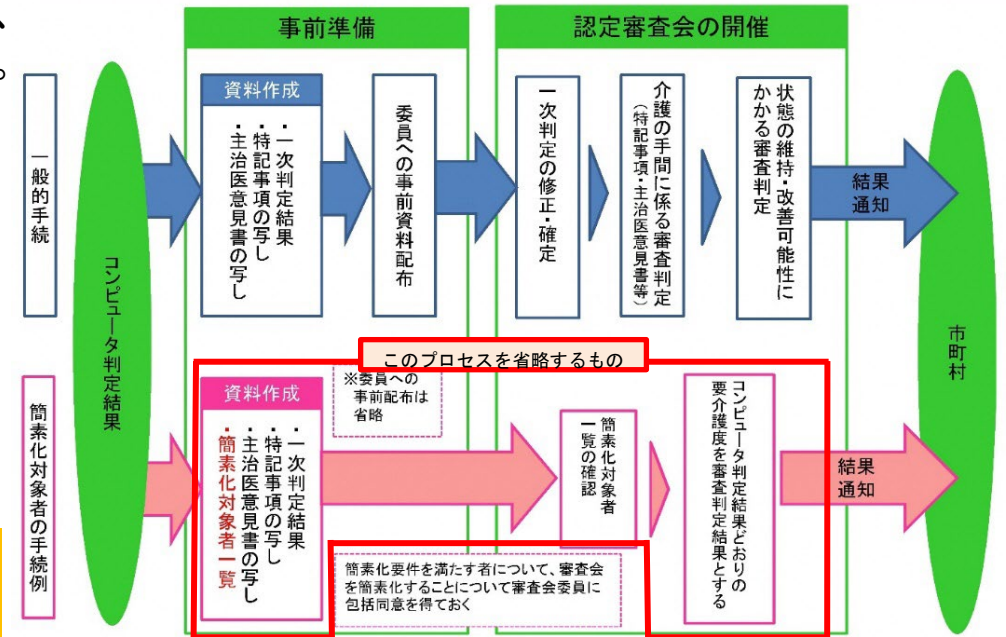 、
。
事前準備
認定審査会の開催
一般的手続
コンピュータ判定結果
資料作成
・一次判定結果
・特記事項の写し
・主治医意見書の写し
委員への事前資料配布
一次判定の修正・確定
介護の手間に係る審査判定
（特記事項・主治医意見書等）
状態の維持・改善可能性に
かかる審査判定
結果
通知
市町村
このプロセスを省略するもの
簡素化対象者の手続例
資料作成
・一次判定結果
・特記事項の写し
・主治医意見書の写し
・簡素化対象者一覧
※委員への
事前配布は
省略
簡素化対象者
一覧の確認
コンピュータ判定結果どおりの
要介護度を審査判定結果とする
結果
通知
簡素化要件を満たす者について、審査会
を簡素化することについて審査会委員に
包括同意を得ておく